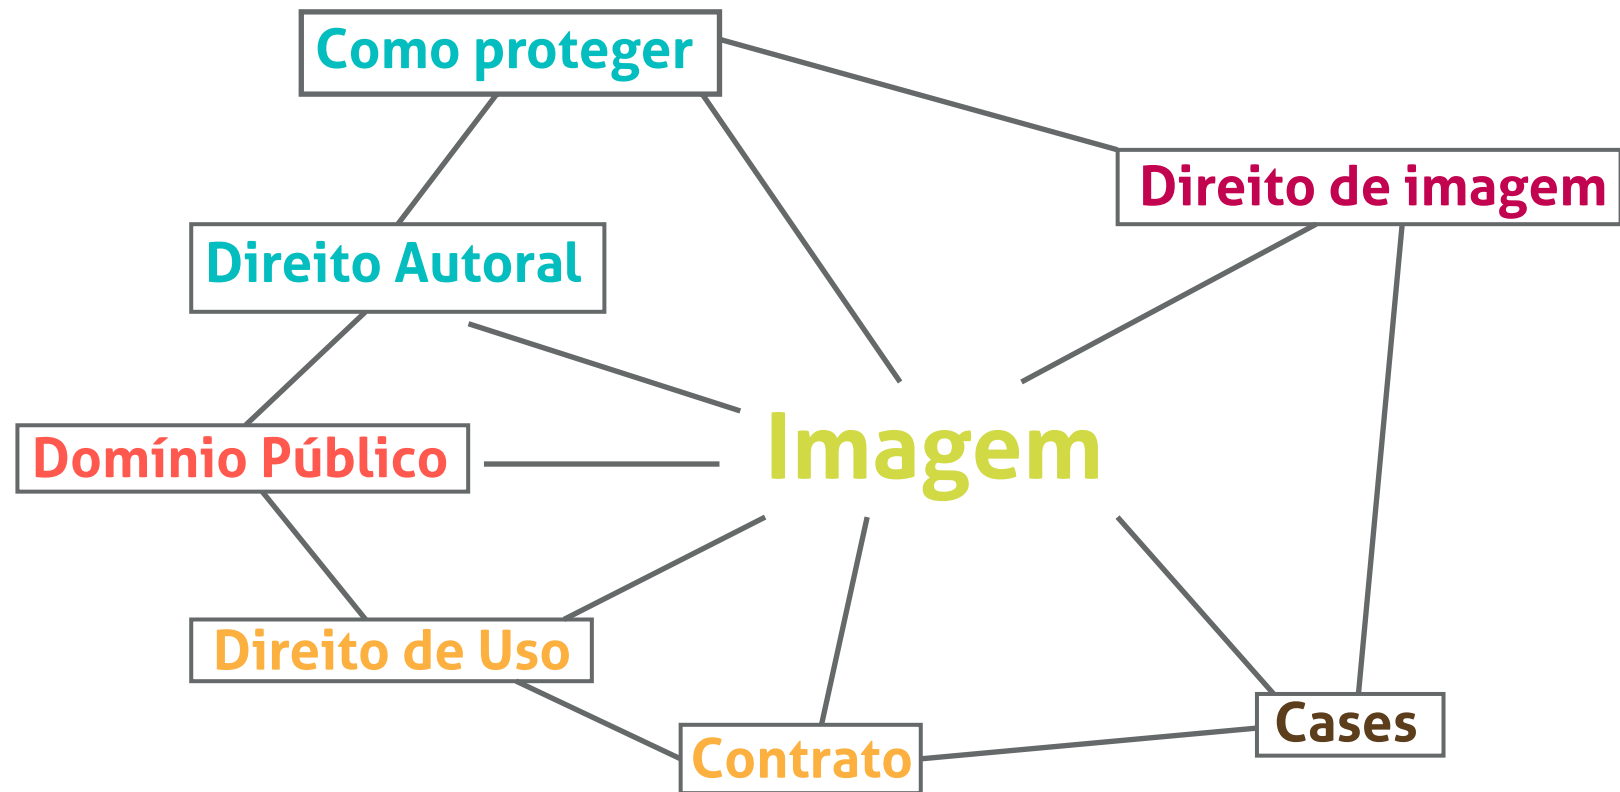 Como proteger
Direito de imagem
Direito Autoral
Domínio Público
Imagem
Direito de Uso
Contrato
Cases